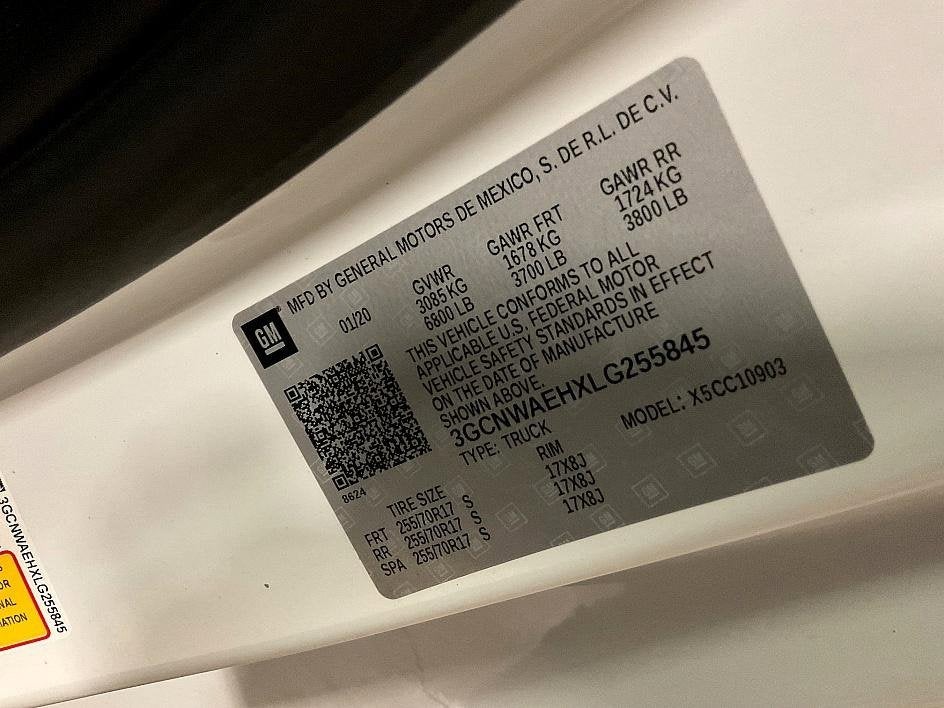 MFD BY GENERAL MOTORS DE MEXICO, S. DE R.L. DE C.V.
GM
01/20
GVWR GAWR FRT GAWR RR
3085 KG 1678 KG 1724 KG
6800 LB 3700 LB 3800 LB
THIS VEHICLE CONFORMS TO ALL
APPLICABLE U.S. FEDERAL MOTOR
VEHICLE SAFETY STANDARDS IN EFFECT
ON THE DATE OF MANUFACTURE
SHOWN ABOVE.
3GCNWAEHXLG255845
TYPE: TRUCK MODEL: X5CC10903
8624
TIRE SIZE RIM
FRT 255/70R17 S 17X8J
RR 255/70R17 S 17X8J
SPA 255/70R17 S 17X8J
3GCNWAEHXLG255845
OR
NAL
MATION